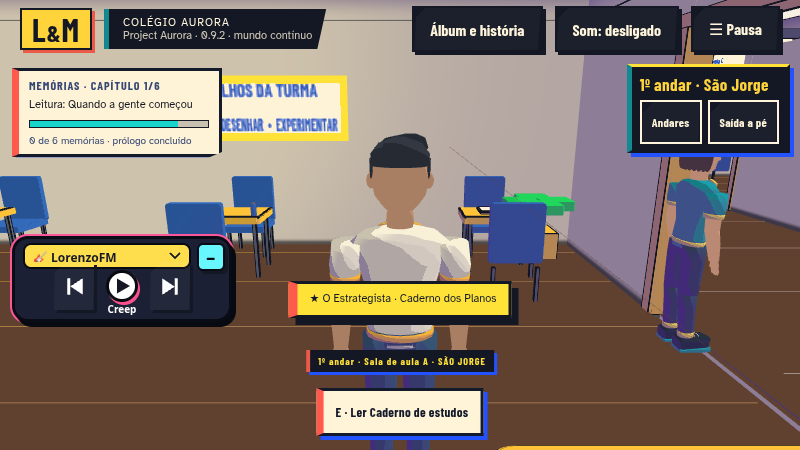 L&M
COLÉGIO AURORA
Project Aurora · 0.9.2 · mundo contínuo
Álbum e história
Som: desligado
☰ Pausa
MEMÓRIAS · CAPÍTULO 1/6
Leitura: Quando a gente começou
0 de 6 memórias · prólogo concluído
LHOS DA TURMA
DESENHAR • EXPERIMENTAR
1º andar · São Jorge
Andares
Saída a pé
LorenzoFM
Creep
★ O Estrategista · Caderno dos Planos
1º andar · Sala de aula A · SÃO JORGE
E · Ler Caderno de estudos